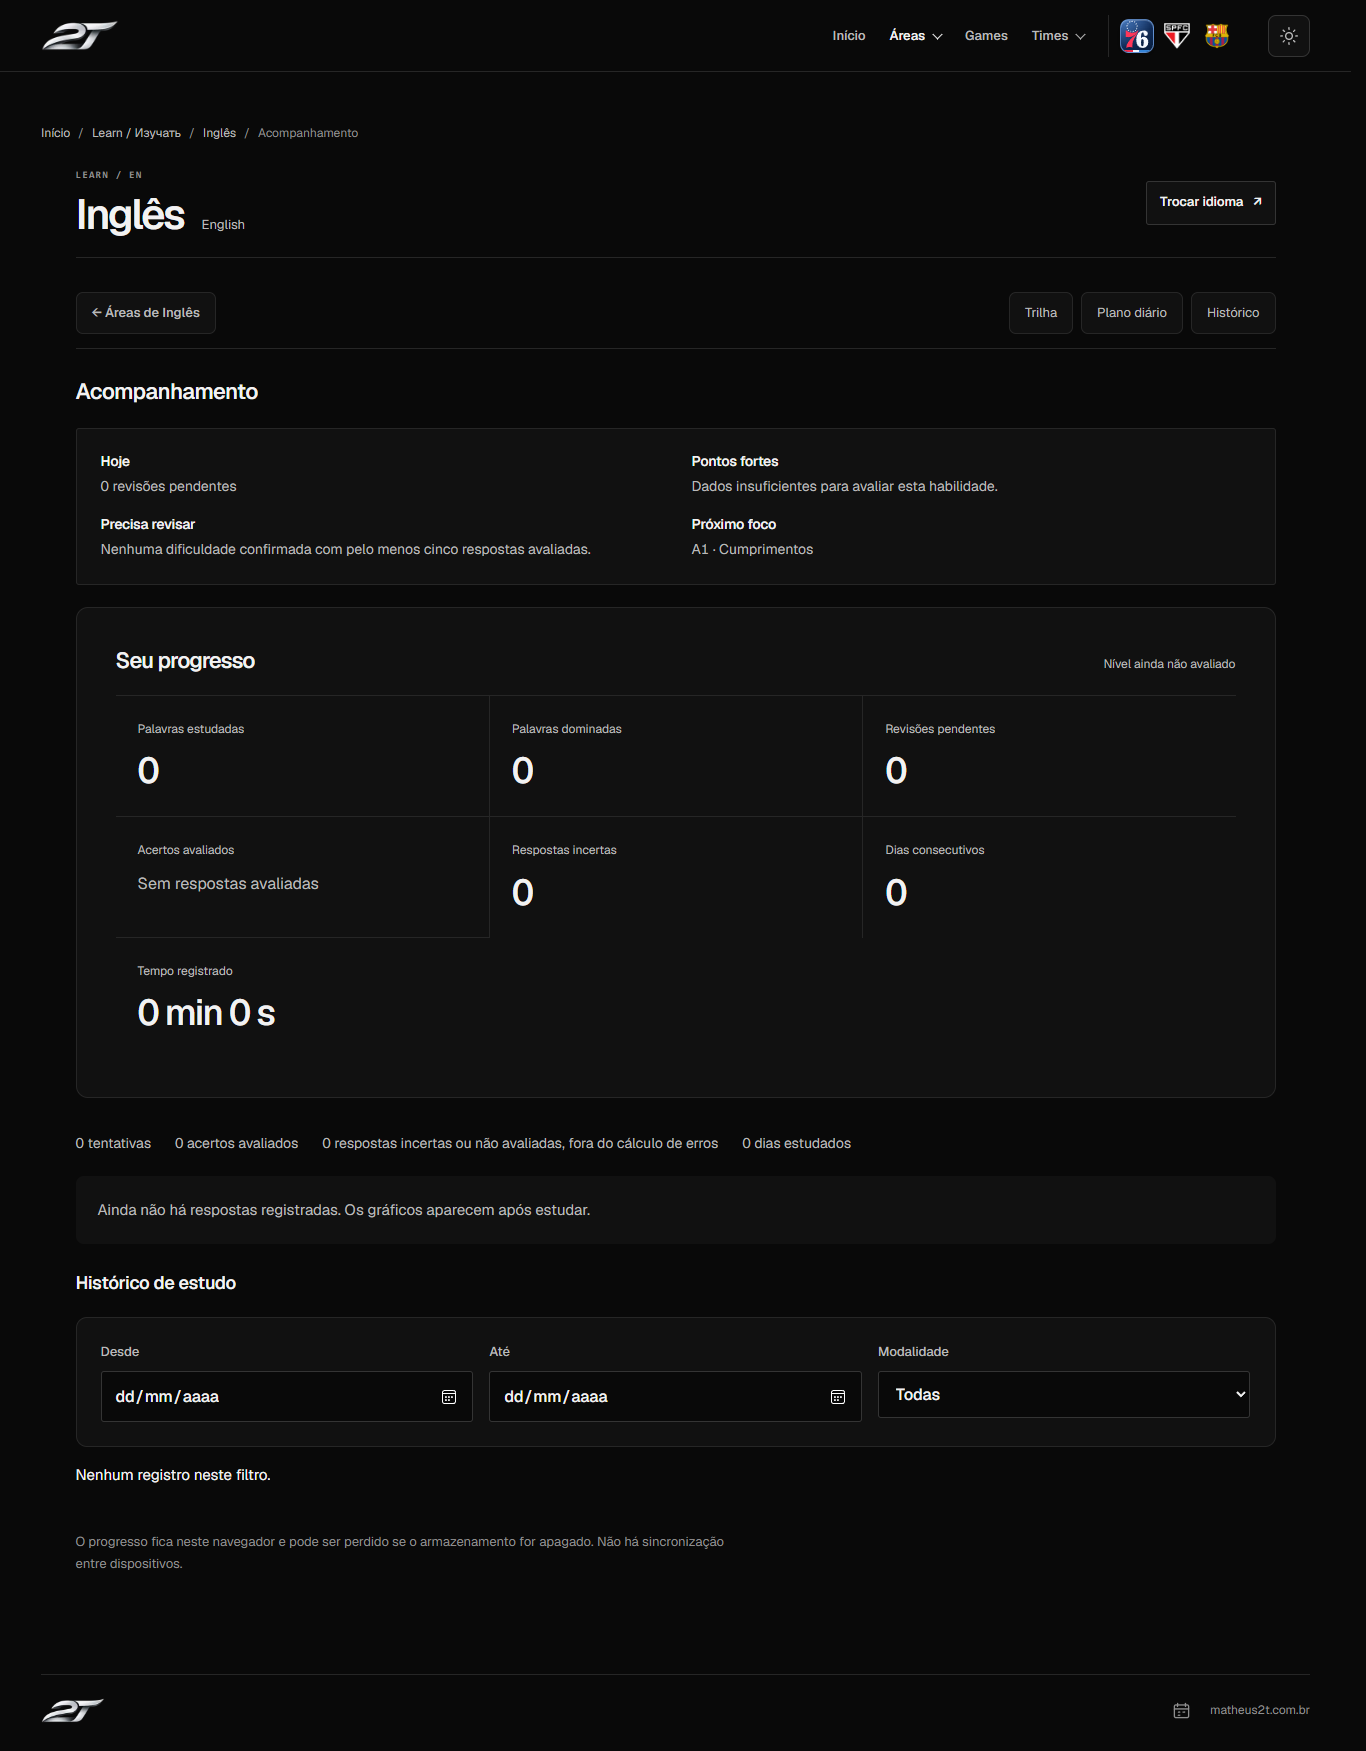 2T
Início Áreas Games Times 76 SPFC
Início / Learn / Изучать / Inglês / Acompanhamento
LEARN / EN
Inglês English
Trocar idioma ↗
← Áreas de Inglês
Trilha Plano diário Histórico
Acompanhamento
Hoje
0 revisões pendentes
Pontos fortes
Dados insuficientes para avaliar esta habilidade.
Precisa revisar
Nenhuma dificuldade confirmada com pelo menos cinco respostas avaliadas.
Próximo foco
A1 · Cumprimentos
Seu progresso
Nível ainda não avaliado
Palavras estudadas
0
Palavras dominadas
0
Revisões pendentes
0
Acertos avaliados
Sem respostas avaliadas
Respostas incertas
0
Dias consecutivos
0
Tempo registrado
0 min 0 s
0 tentativas 0 acertos avaliados 0 respostas incertas ou não avaliadas, fora do cálculo de erros 0 dias estudados
Ainda não há respostas registradas. Os gráficos aparecem após estudar.
Histórico de estudo
Desde
dd/mm/aaaa
Até
dd/mm/aaaa
Modalidade
Todas
Nenhum registro neste filtro.
O progresso fica neste navegador e pode ser perdido se o armazenamento for apagado. Não há sincronização
entre dispositivos.
2T
matheus2t.com.br